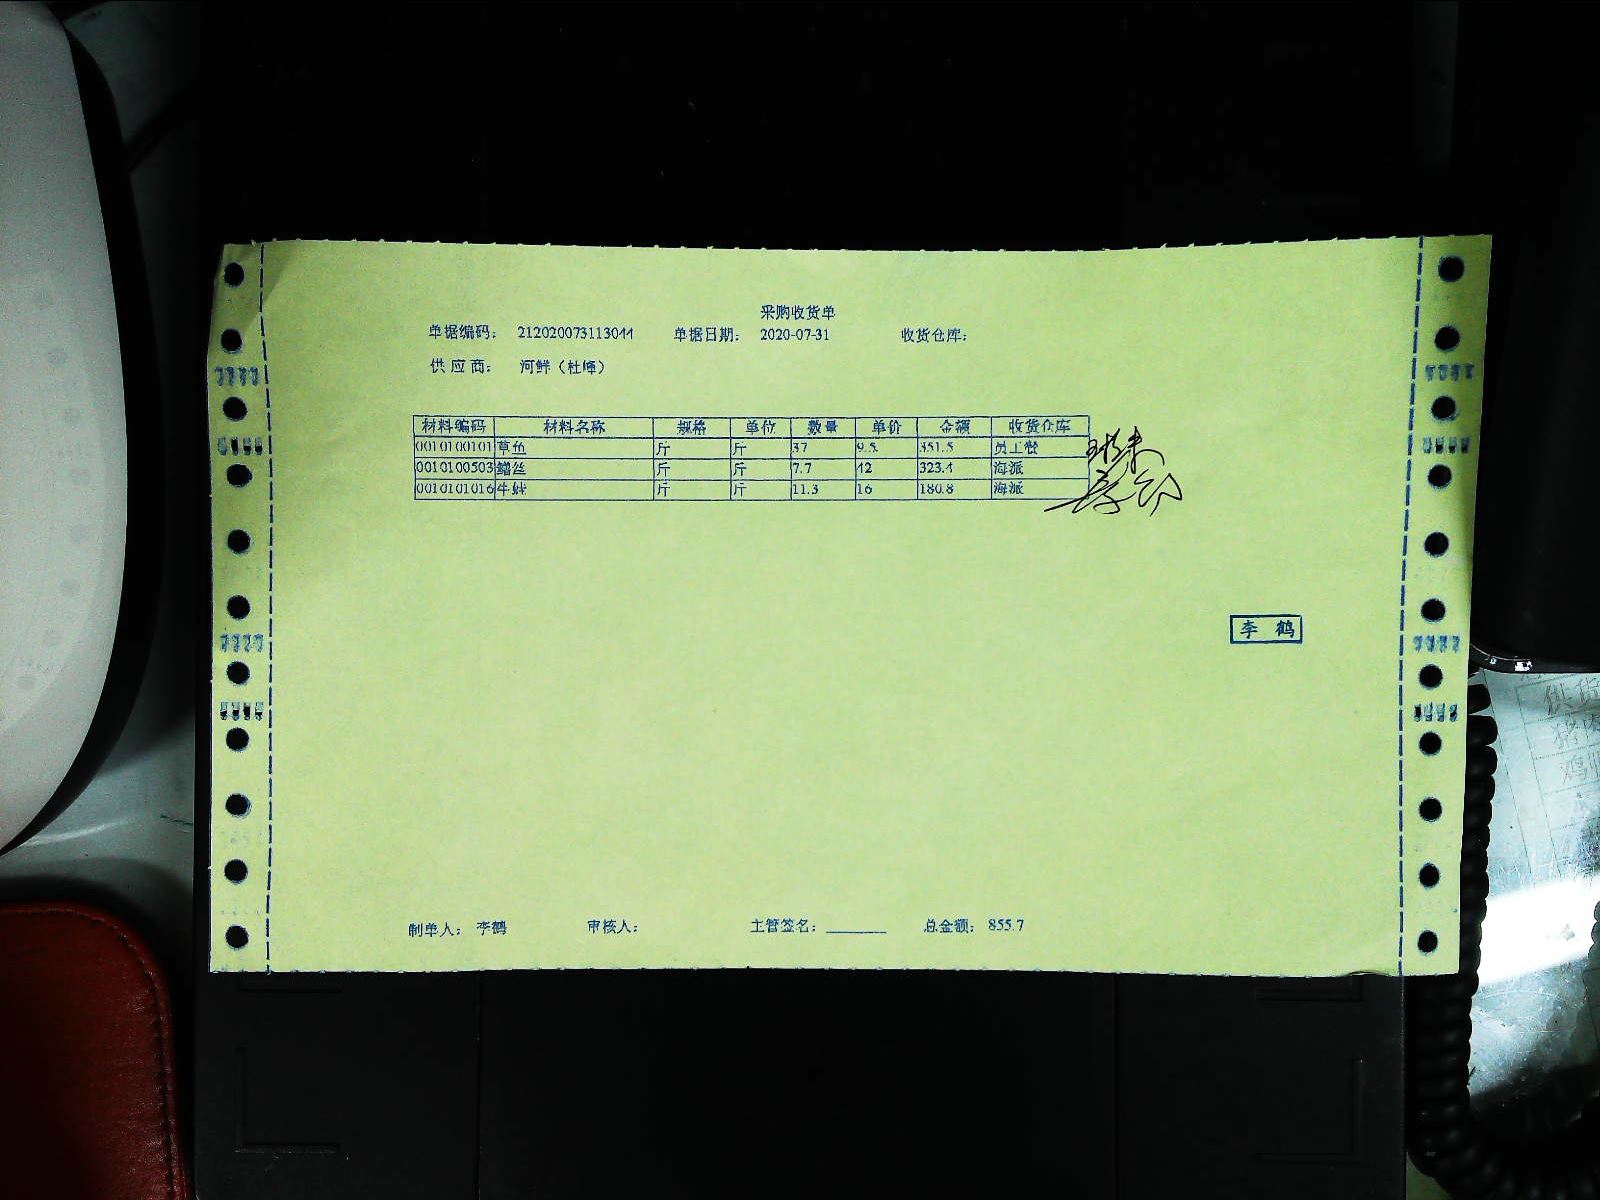 采购收货单
单据编码： 212020073113044 单据日期： 2020-07-31 收货仓库：
供 应 商： 河鲜（杜峰）
材料编码 材料名称 规格 单位 数量 单价 金额 收货仓库
0010100101 草鱼 斤 斤 37 9.5 351.5 员工餐
0010100503 鳝丝 斤 斤 7.7 42 323.4 海派
0010101016 牛蛙 斤 斤 11.3 16 180.8 海派
李 鹤
制单人： 李鹤 审核人： 主管签名： 总金额： 855.7
供货